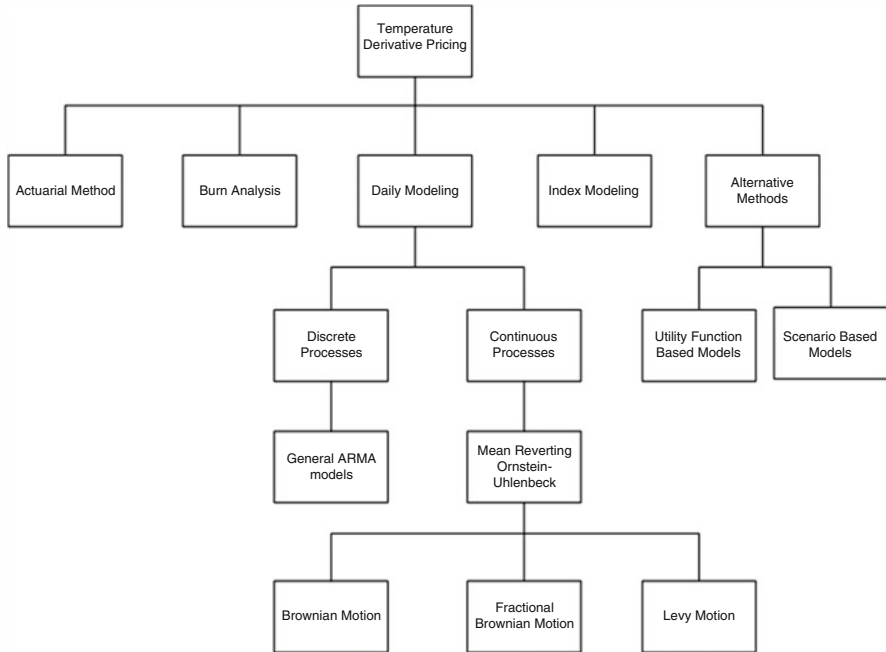 Temperature
Derivative Pricing
Actuarial Method
Burn Analysis
Daily Modeling
Index Modeling
Alternative
Methods
Discrete
Processes
Continuous
Processes
Utility Function
Based Models
Scenario Based
Models
General ARMA
models
Mean Reverting
Ornstein-
Uhlenbeck
Brownian Motion
Fractional
Brownian Motion
Levy Motion